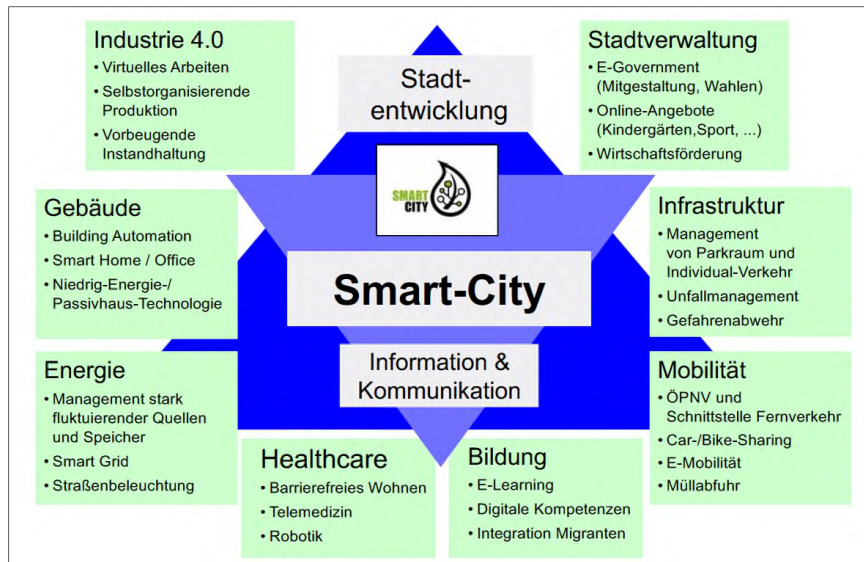 Industrie 4.0
• Virtuelles Arbeiten
• Selbstorganisierende
Produktion
• Vorbeugende
Instandhaltung
Stadt-
entwicklung
Stadtverwaltung
• E-Government
(Mitgestaltung, Wahlen)
• Online-Angebote
(Kindergärten,Sport, ...)
• Wirtschaftsförderung
SMART
CITY
Gebäude
• Building Automation
• Smart Home / Office
• Niedrig-Energie-/
Passivhaus-Technologie
Smart-City
Infrastruktur
• Management
von Parkraum und
Individual-Verkehr
• Unfallmanagement
• Gefahrenabwehr
Information &
Kommunikation
Energie
• Management stark
fluktuierender Quellen
und Speicher
• Smart Grid
• Straßenbeleuchtung
Mobilität
• ÖPNV und
Schnittstelle Fernverkehr
• Car-/Bike-Sharing
• E-Mobilität
• Müllabfuhr
Healthcare
• Barrierefreies Wohnen
• Telemedizin
• Robotik
Bildung
• E-Learning
• Digitale Kompetenzen
• Integration Migranten